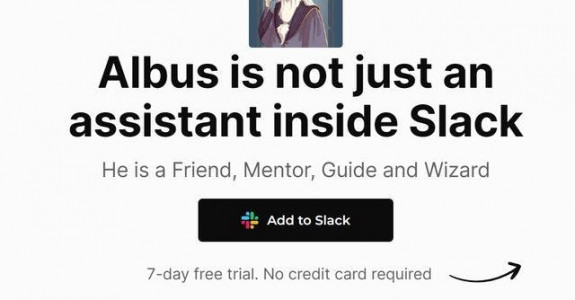 Albus is not just an
assistant inside Slack
He is a Friend, Mentor, Guide and Wizard
Add to Slack
7-day free trial. No credit card required